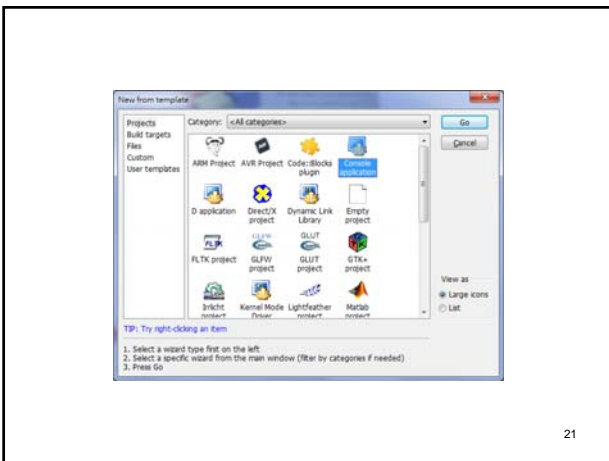 New from template
Projects
Build targets
Files
Custom
User templates
Category: <All categories>
Go
Cancel
ARM Project
AVR Project
Code::Blocks
plugin
Console
application
D application
Direct/X
project
Dynamic Link
Library
Empty
project
FLTK project
GLFW
project
GLUT
project
GTK+
project
Irrlicht
project
Kernel Mode
Driver
Lightfeather
project
Matlab
project
View as
Large icons
List
TIP: Try right-clicking an item
1. Select a wizard type first on the left
2. Select a specific wizard from the main window (filter by categories if needed)
3. Press Go
21